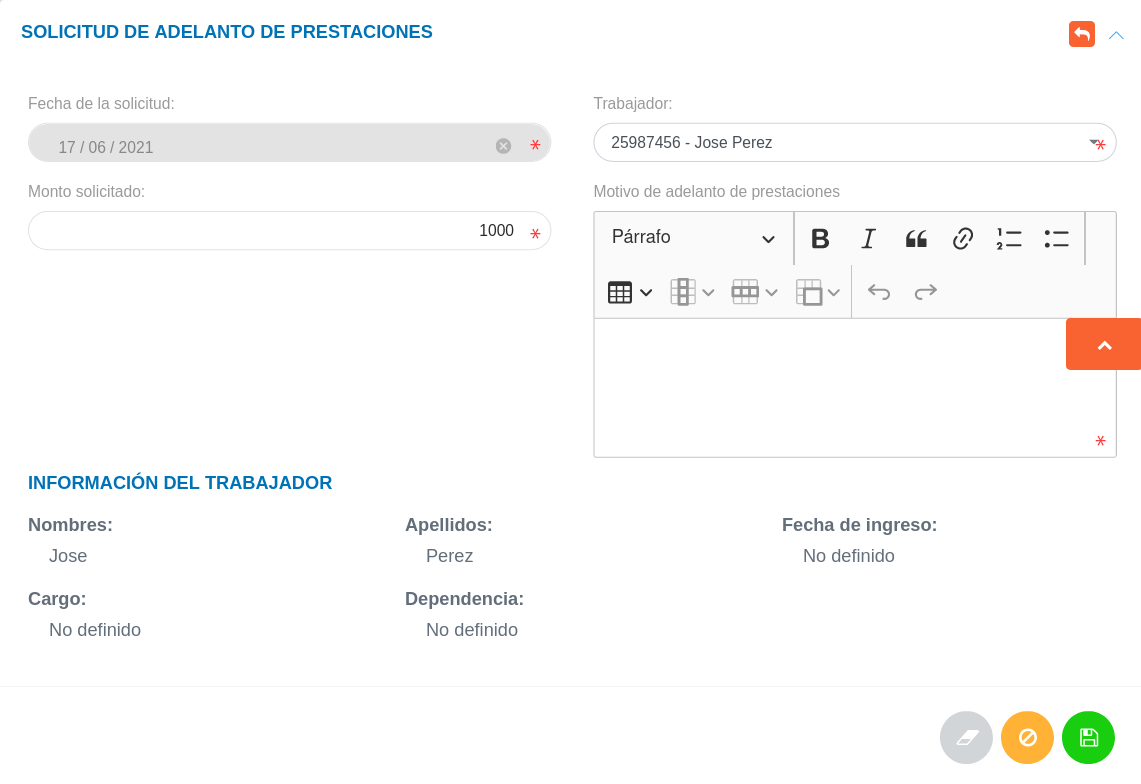 SOLICITUD DE ADELANTO DE PRESTACIONES
Fecha de la solicitud:
Trabajador:
17 / 06 / 2021
25987456 - Jose Perez
Monto solicitado:
Motivo de adelanto de prestaciones
1000
Párrafo
INFORMACIÓN DEL TRABAJADOR
Nombres:
Apellidos:
Fecha de ingreso:
Jose
Perez
No definido
Cargo:
Dependencia:
No definido
No definido